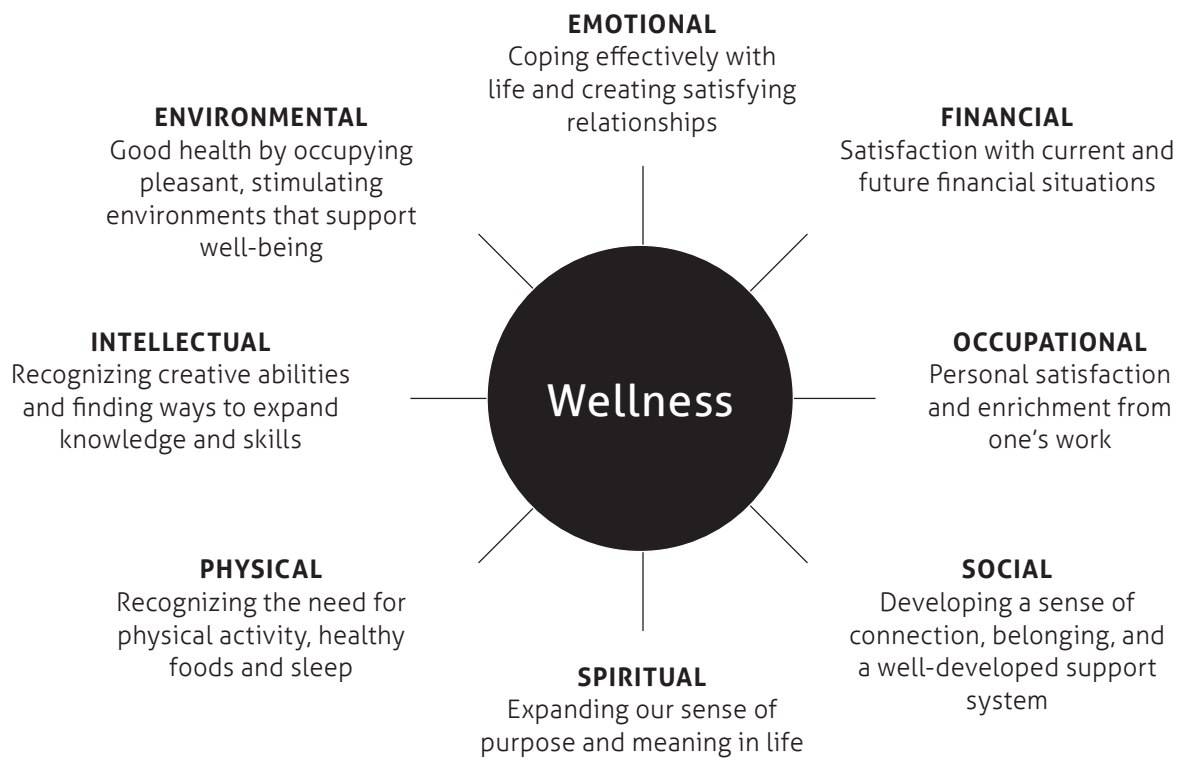 EMOTIONAL
Coping effectively with
life and creating satisfying
relationships
FINANCIAL
Satisfaction with current and
future financial situations
OCCUPATIONAL
Personal satisfaction
and enrichment from
one's work
SOCIAL
Developing a sense of
connection, belonging, and
a well-developed support
system
SPIRITUAL
Expanding our sense of
purpose and meaning in life
PHYSICAL
Recognizing the need for
physical activity, healthy
foods and sleep
INTELLECTUAL
Recognizing creative abilities
and finding ways to expand
knowledge and skills
ENVIRONMENTAL
Good health by occupying
pleasant, stimulating
environments that support
well-being
Wellness